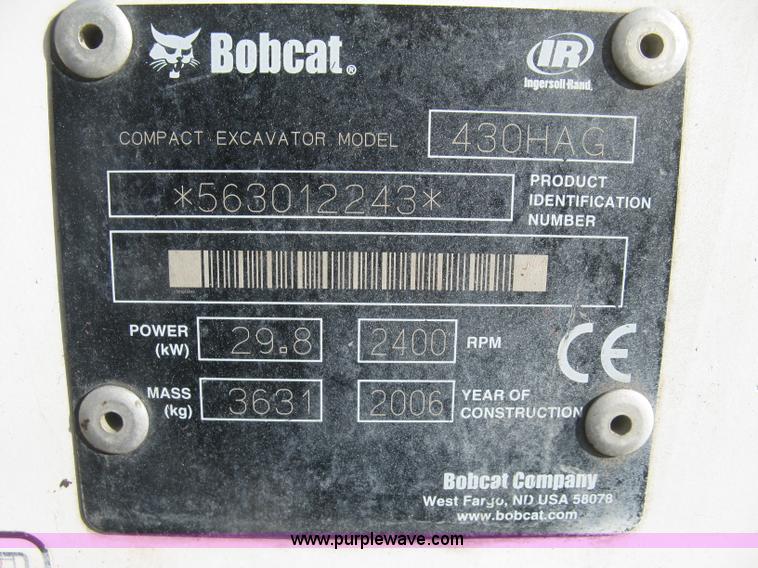 Bobcat®
IR
Ingersoll-Rand
COMPACT EXCAVATOR MODEL 430HAG
*563012243*
PRODUCT
IDENTIFICATION
NUMBER
POWER
(kW)
29.8
2400
RPM
CE
MASS
(kg)
3631
2006
YEAR OF
CONSTRUCTION
Bobcat Company
West Fargo, ND USA 58078
www.bobcat.com
www.purplewave.com